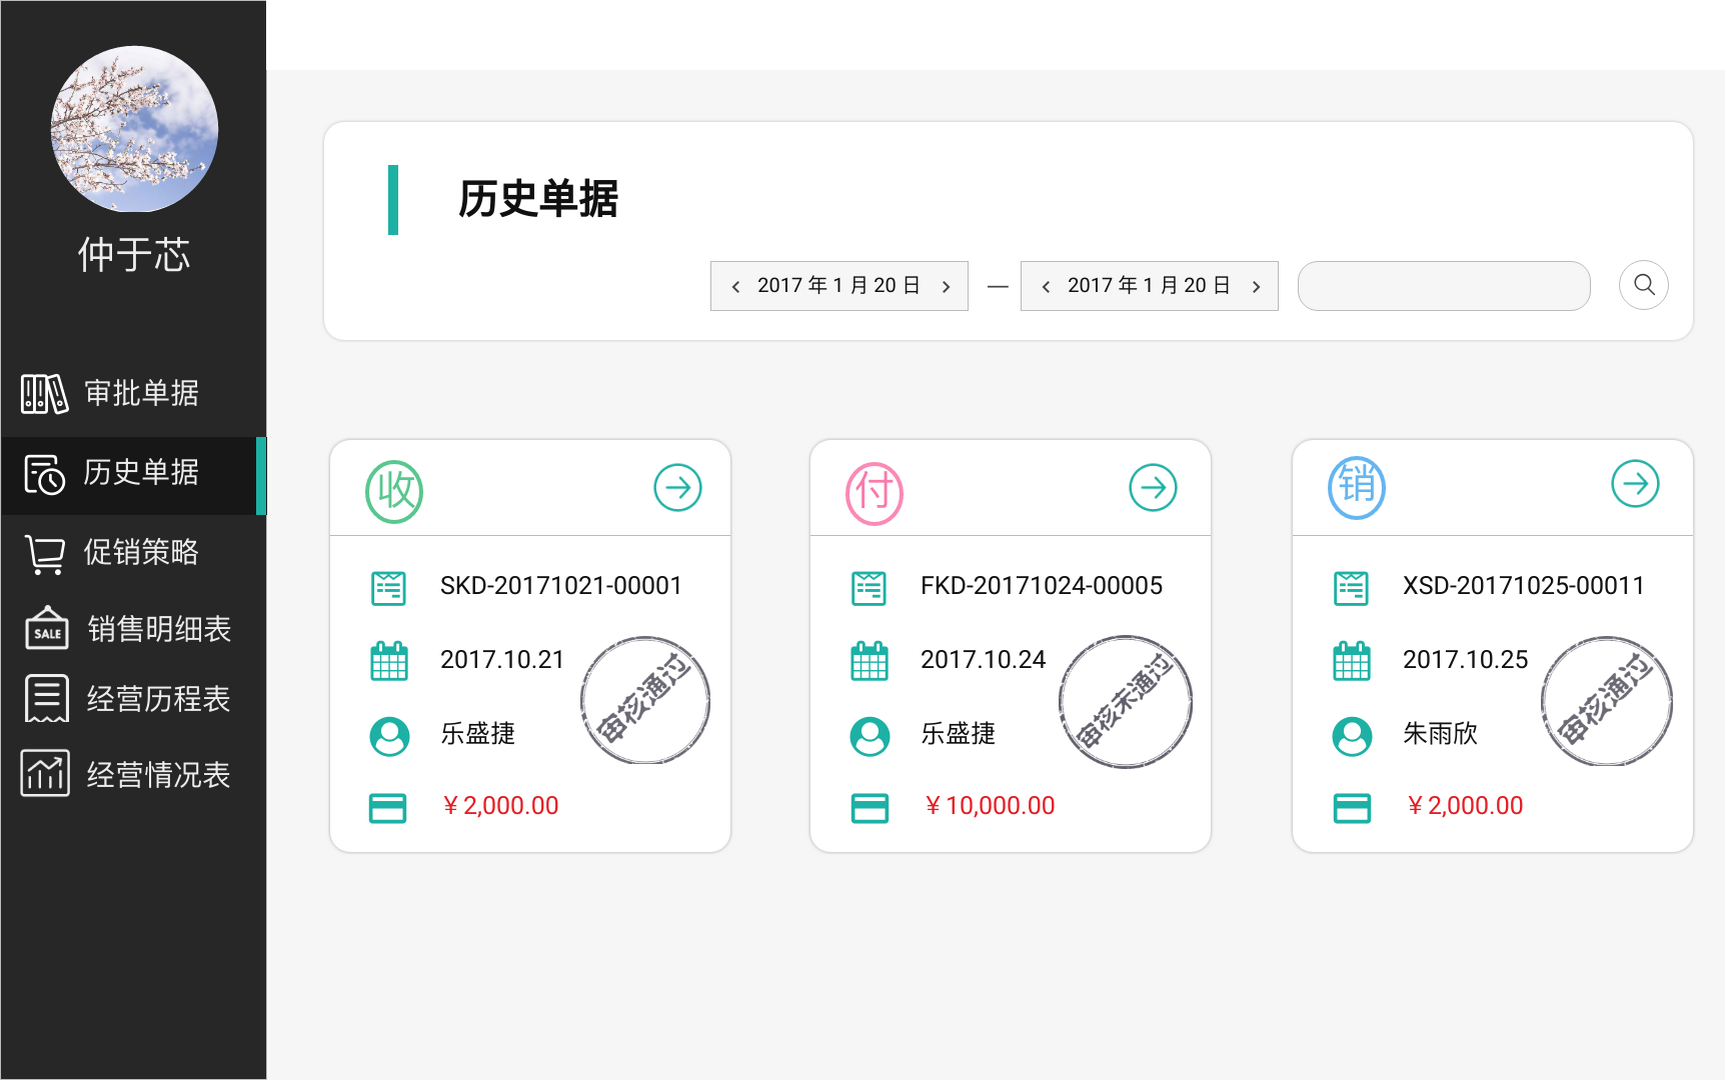 仲于芯
审批单据
历史单据
促销策略
SALE
销售明细表
经营历程表
经营情况表
历史单据
2017 年 1 月 20 日 — 2017 年 1 月 20 日
收
SKD-20171021-00001
2017.10.21
审核通过
乐盛捷
￥2,000.00
付
FKD-20171024-00005
2017.10.24
审核未通过
乐盛捷
￥10,000.00
销
XSD-20171025-00011
2017.10.25
审核通过
朱雨欣
￥2,000.00